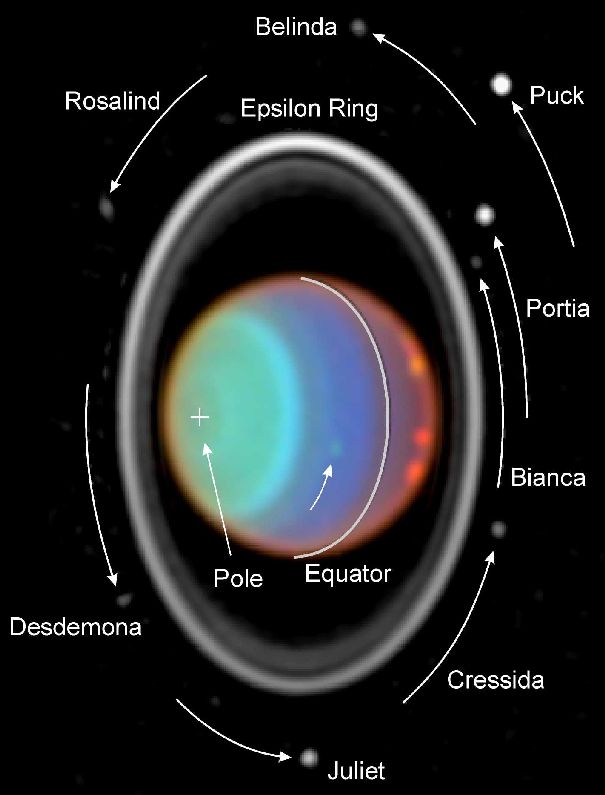 Belinda
Rosalind
Puck
Epsilon Ring
Portia
Bianca
Pole
Equator
Desdemona
Cressida
Juliet